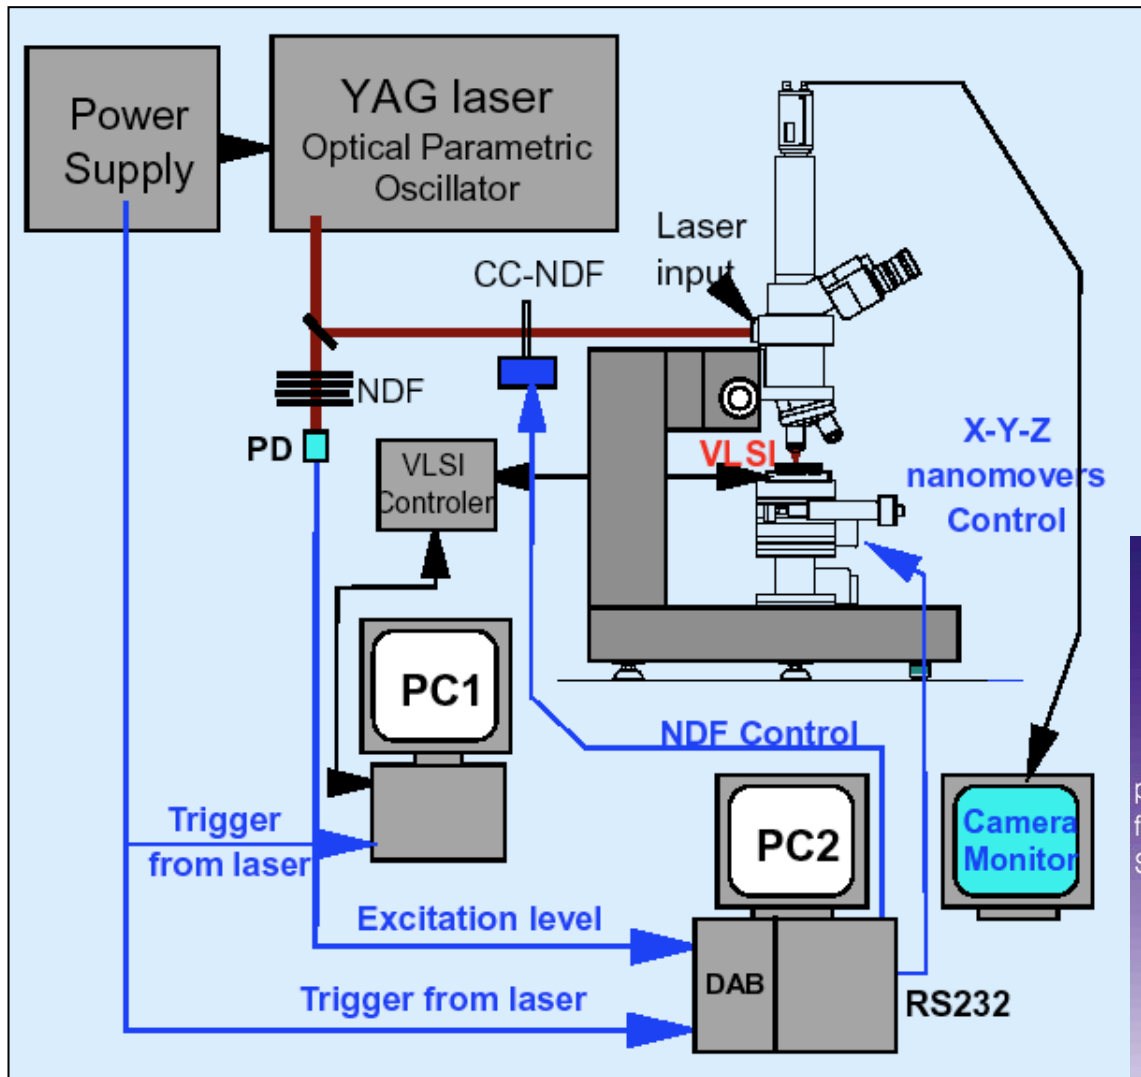 Power
Supply
YAG laser
Optical Parametric
Oscillator
Laser
input
CC-NDF
NDF
PD
VLSI
Controler
VLSI
X-Y-Z
nanomovers
Control
PC1
NDF Control
Trigger
from laser
PC2
Camera
Monitor
Excitation level
DAB
Trigger from laser
RS232
p
f
S